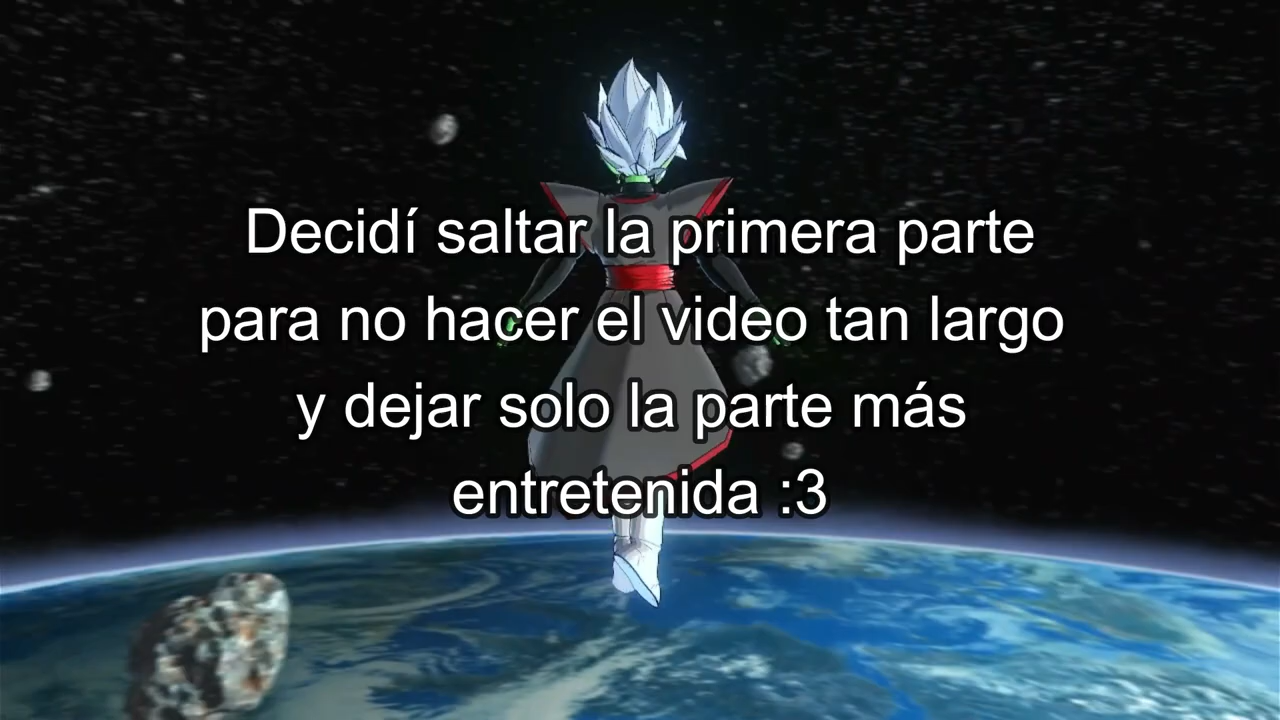 Decidí saltar la primera parte
para no hacer el video tan largo
y dejar solo la parte más
entretenida :3